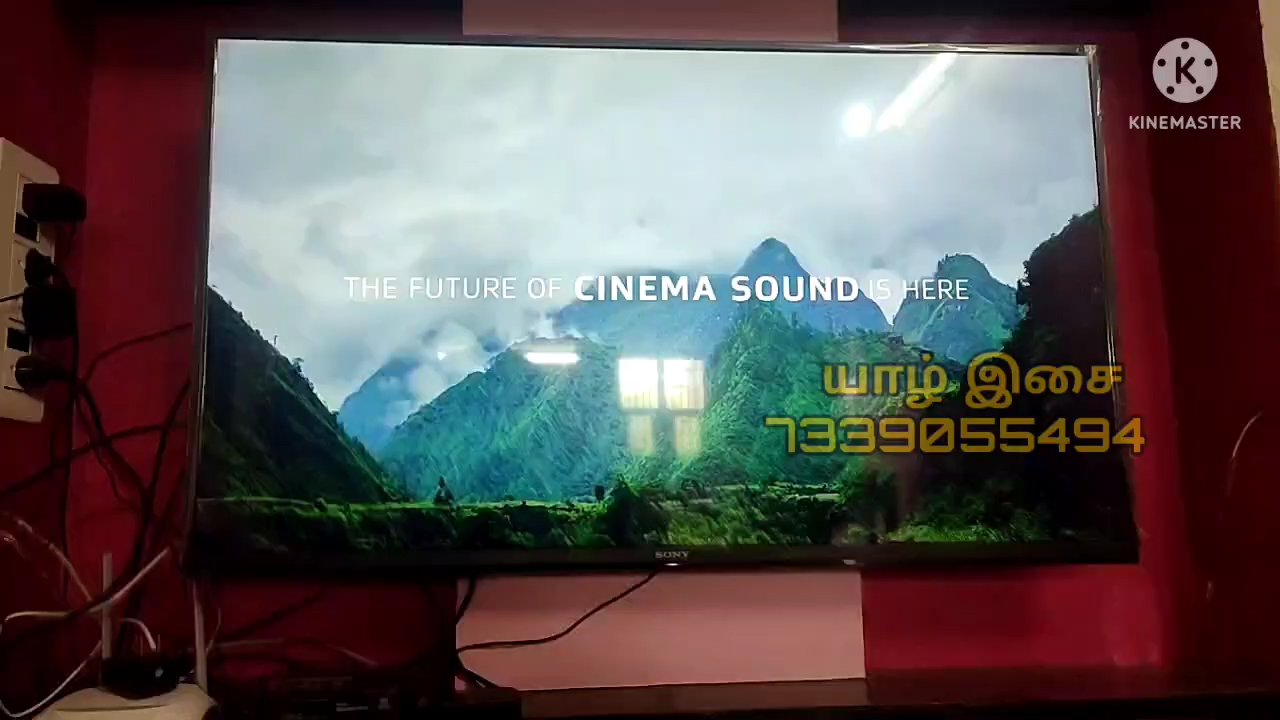 KINEMASTER
THE FUTURE OF CINEMA SOUND IS HERE
யாழ் இசை
7339055494
SONY